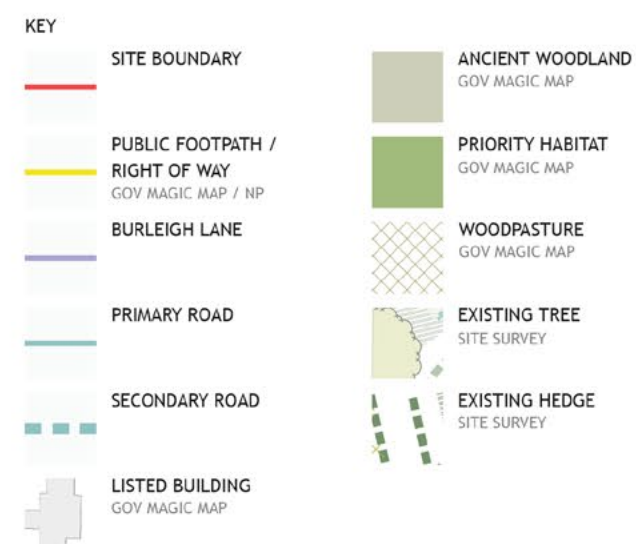 KEY
SITE BOUNDARY
PUBLIC FOOTPATH /
RIGHT OF WAY
GOV MAGIC MAP / NP
BURLEIGH LANE
PRIMARY ROAD
SECONDARY ROAD
LISTED BUILDING
GOV MAGIC MAP
ANCIENT WOODLAND
GOV MAGIC MAP
PRIORITY HABITAT
GOV MAGIC MAP
WOODPASTURE
GOV MAGIC MAP
EXISTING TREE
SITE SURVEY
EXISTING HEDGE
SITE SURVEY